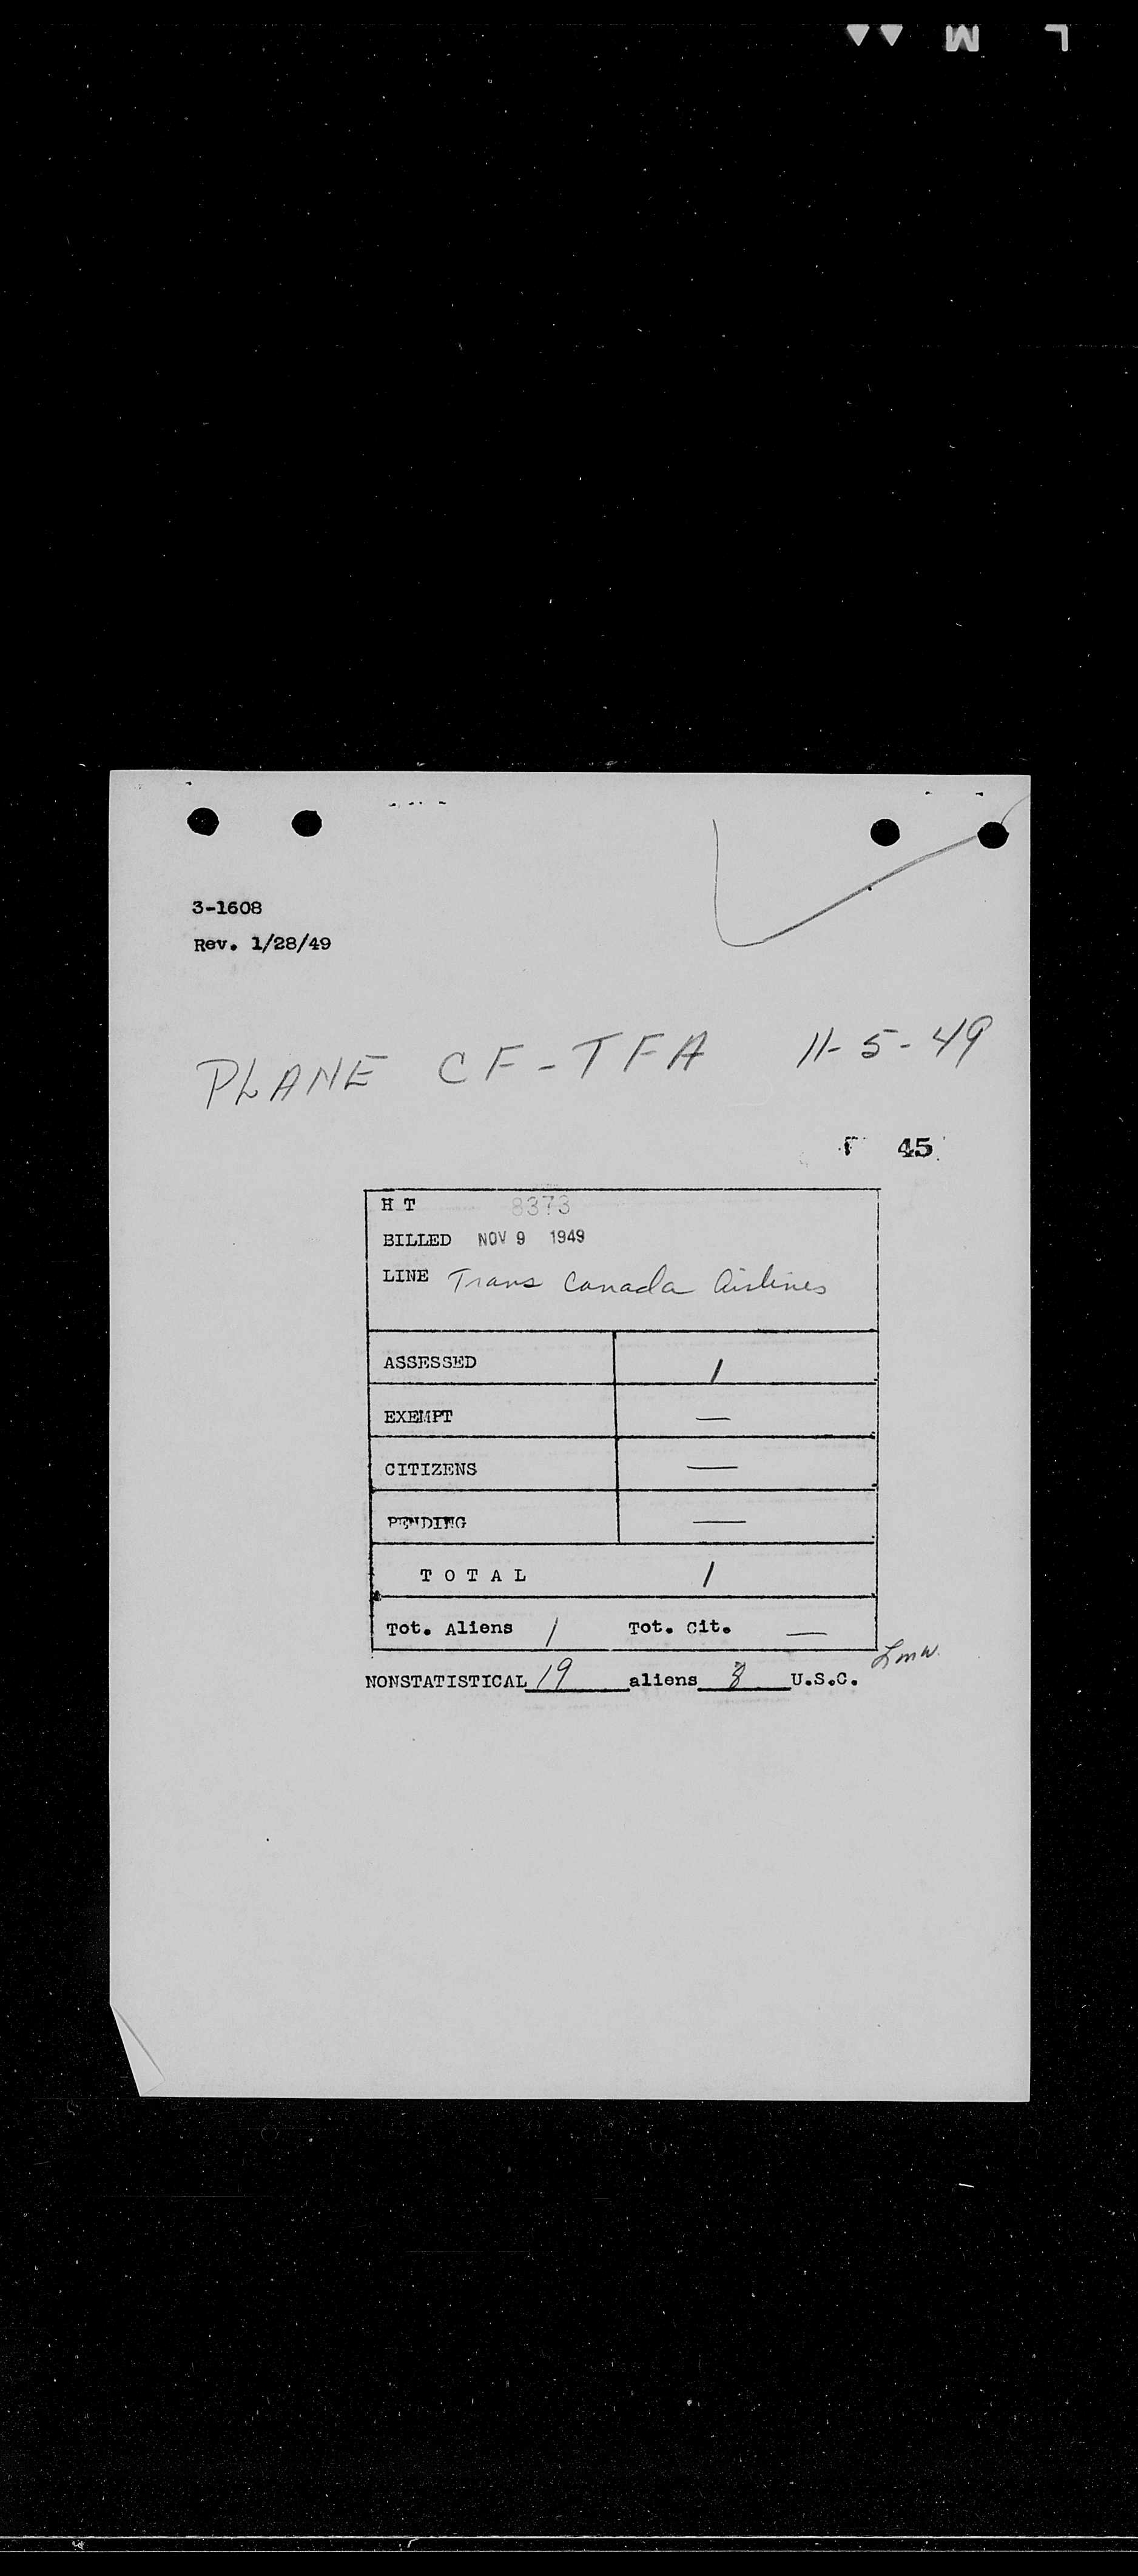 3-1608
Rev. 1/28/49
PLANE CF-TFA 11-5-49
45
H T 8373
BILLED NOV 9 1949
LINE Trans Canada Airlines
ASSESSED 1
EXEMPT —
CITIZENS —
PENDING —
TOTAL 1
Tot. Aliens 1 Tot. Cit. —
NONSTATISTICAL 19 aliens 8 U.S.C.